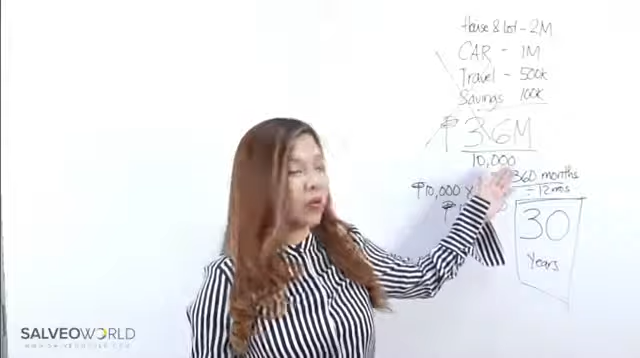 House & Lot - 2M
CAR - 1M
Travel - 500k
Savings 100k
₱ 3.6M
10,000
360 months
₱10,000 x ÷ 12 mos
₱
30
Years
SALVEOWORLD